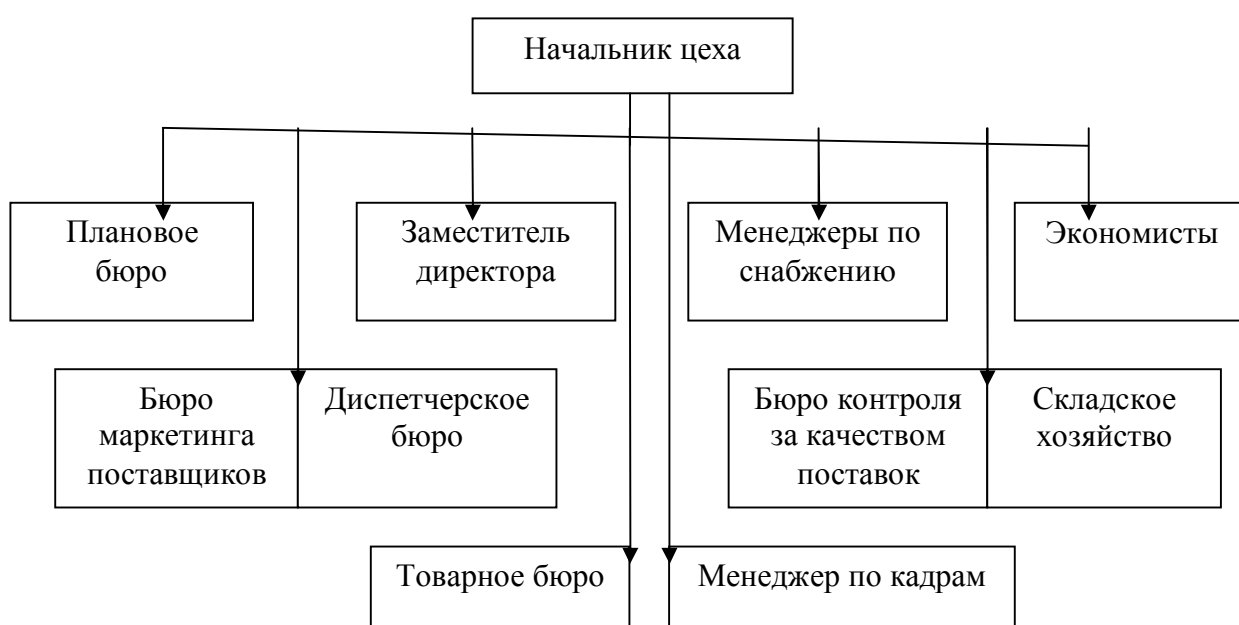 Начальник цеха
Плановое
бюро
Заместитель
директора
Менеджеры по
снабжению
Экономисты
Бюро
маркетинга
поставщиков
Диспетчерское
бюро
Бюро контроля
за качеством
поставок
Складское
хозяйство
Товарное бюро
Менеджер по кадрам